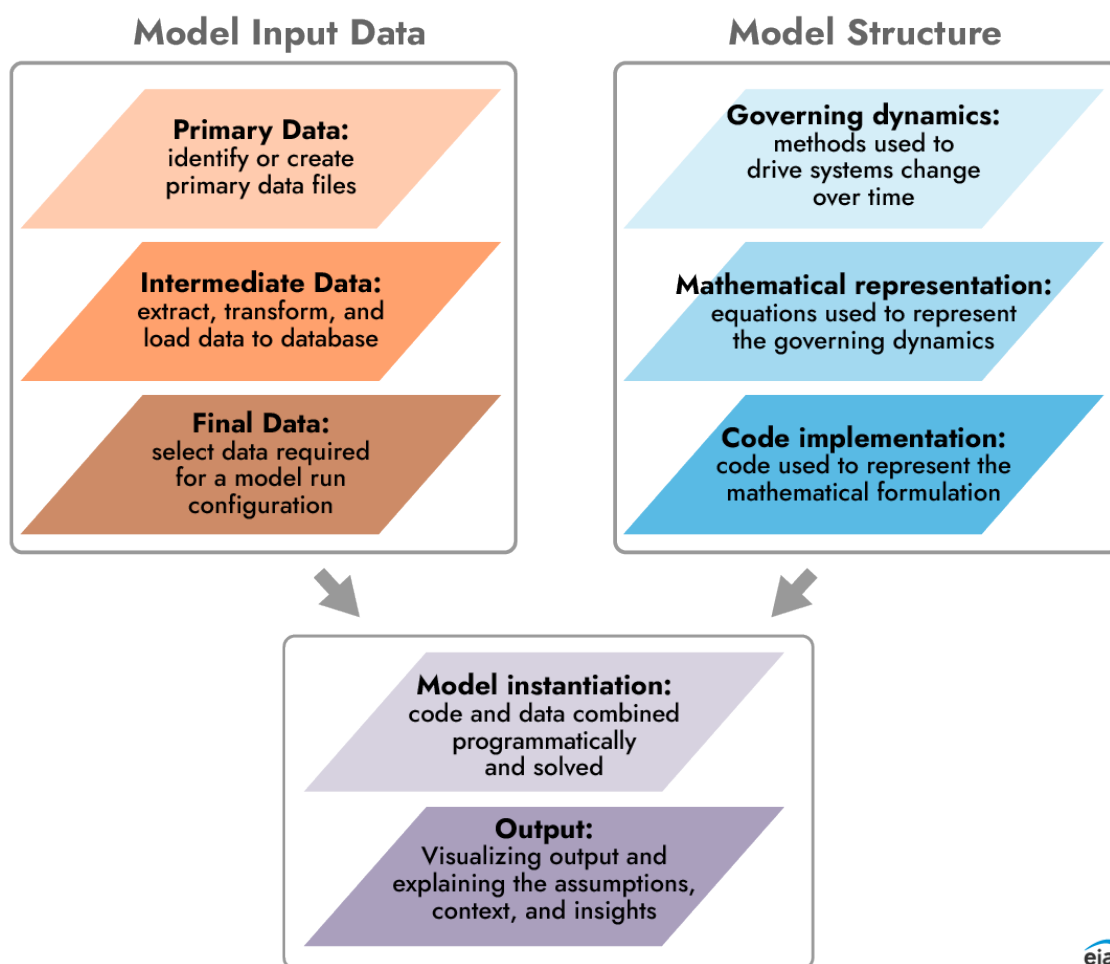 Model Input Data
Primary Data:
identify or create
primary data files
Intermediate Data:
extract, transform, and
load data to database
Final Data:
select data required
for a model run
configuration
Model Structure
Governing dynamics:
methods used to
drive systems change
over time
Mathematical representation:
equations used to represent
the governing dynamics
Code implementation:
code used to represent the
mathematical formulation
Model instantiation:
code and data combined
programmatically
and solved
Output:
Visualizing output and
explaining the assumptions,
context, and insights
eia